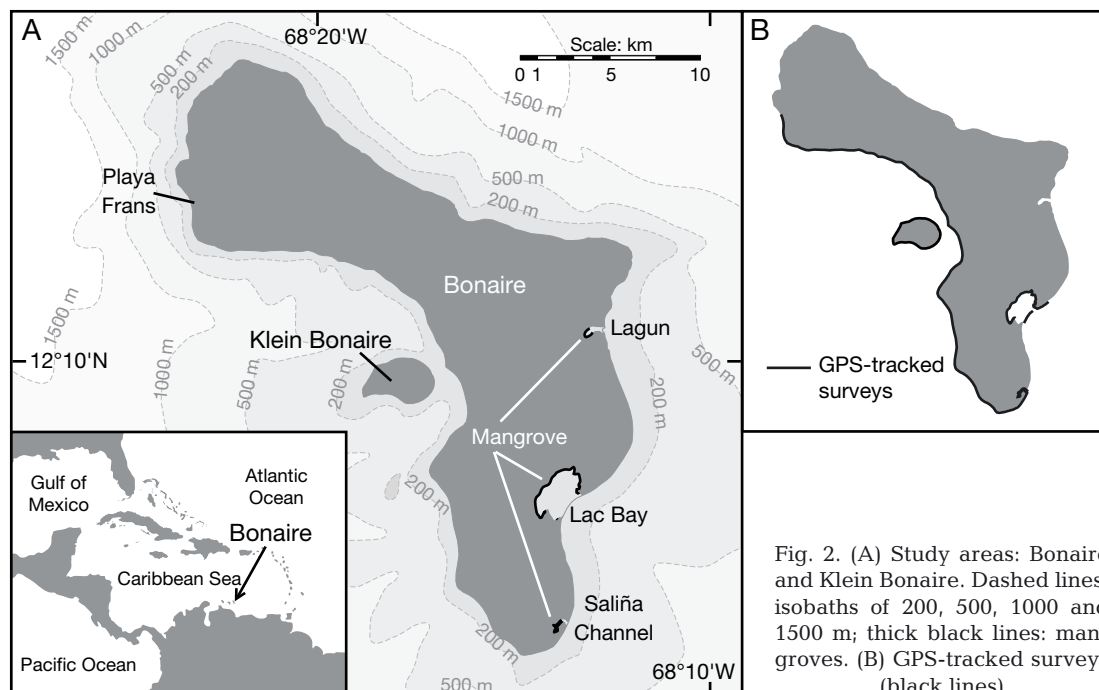 A
68°20'W
Scale: km
0 1 5 10
1500 m
1000 m
500 m
200 m
1500 m
1000 m
500 m
200 m
Playa
Frans
Bonaire
1500 m
Klein Bonaire
Lagun
12°10'N
1000 m
500 m
200 m
500 m
200 m
Mangrove
200 m
Lac Bay
Saliña
Channel
200 m
500 m
68°10'W
Gulf of
Mexico
Atlantic
Ocean
Bonaire
Caribbean Sea
Pacific Ocean
B
GPS-tracked
surveys
Fig. 2. (A) Study areas: Bonaire
and Klein Bonaire. Dashed lines
isobaths of 200, 500, 1000 and
1500 m; thick black lines: man
groves. (B) GPS-tracked survey
(black lines)